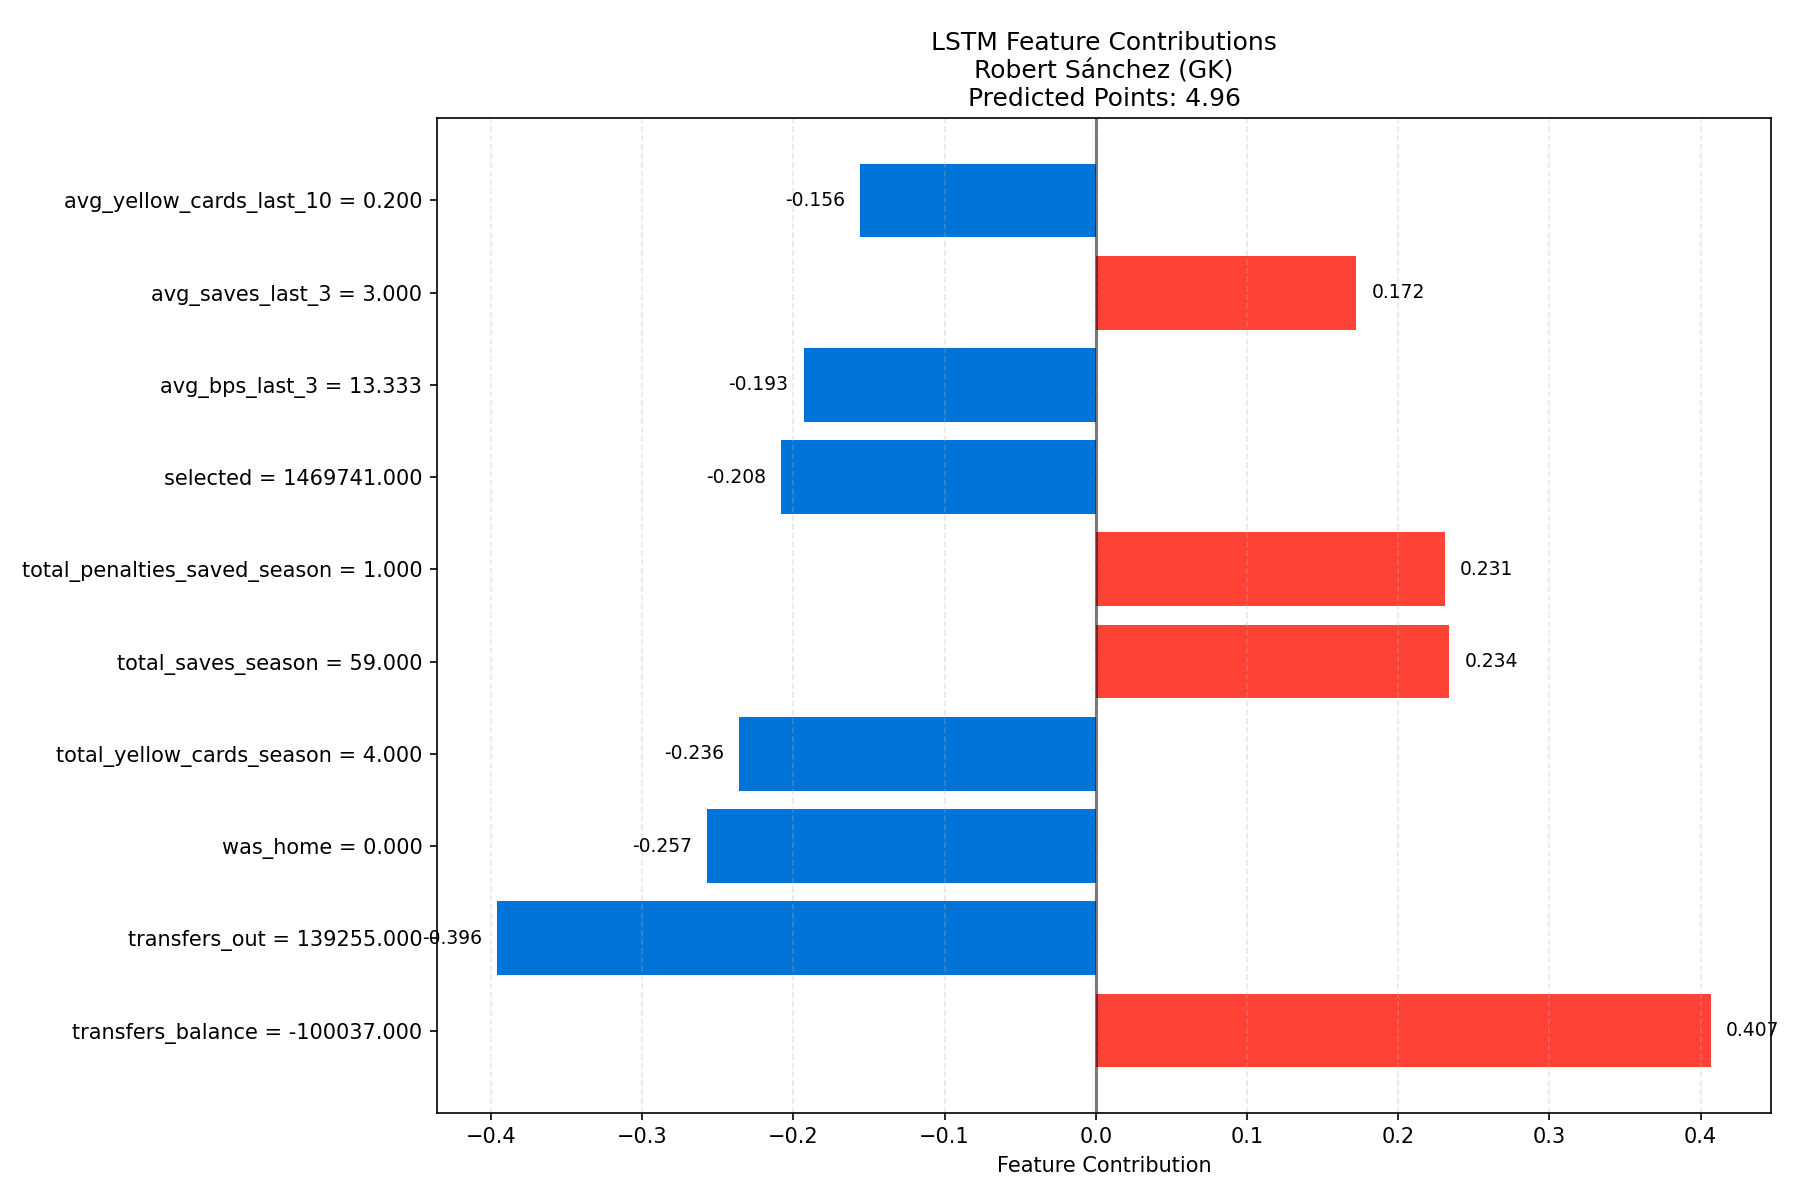 LSTM Feature Contributions
Robert Sánchez (GK)
Predicted Points: 4.96
avg_yellow_cards_last_10 = 0.200
-0.156
avg_saves_last_3 = 3.000
0.172
avg_bps_last_3 = 13.333
-0.193
selected = 1469741.000
-0.208
total_penalties_saved_season = 1.000
0.231
total_saves_season = 59.000
0.234
total_yellow_cards_season = 4.000
-0.236
was_home = 0.000
-0.257
transfers_out = 139255.000
-0.396
transfers_balance = -100037.000
0.407
−0.4 −0.3 −0.2 −0.1 0.0 0.1 0.2 0.3 0.4
Feature Contribution